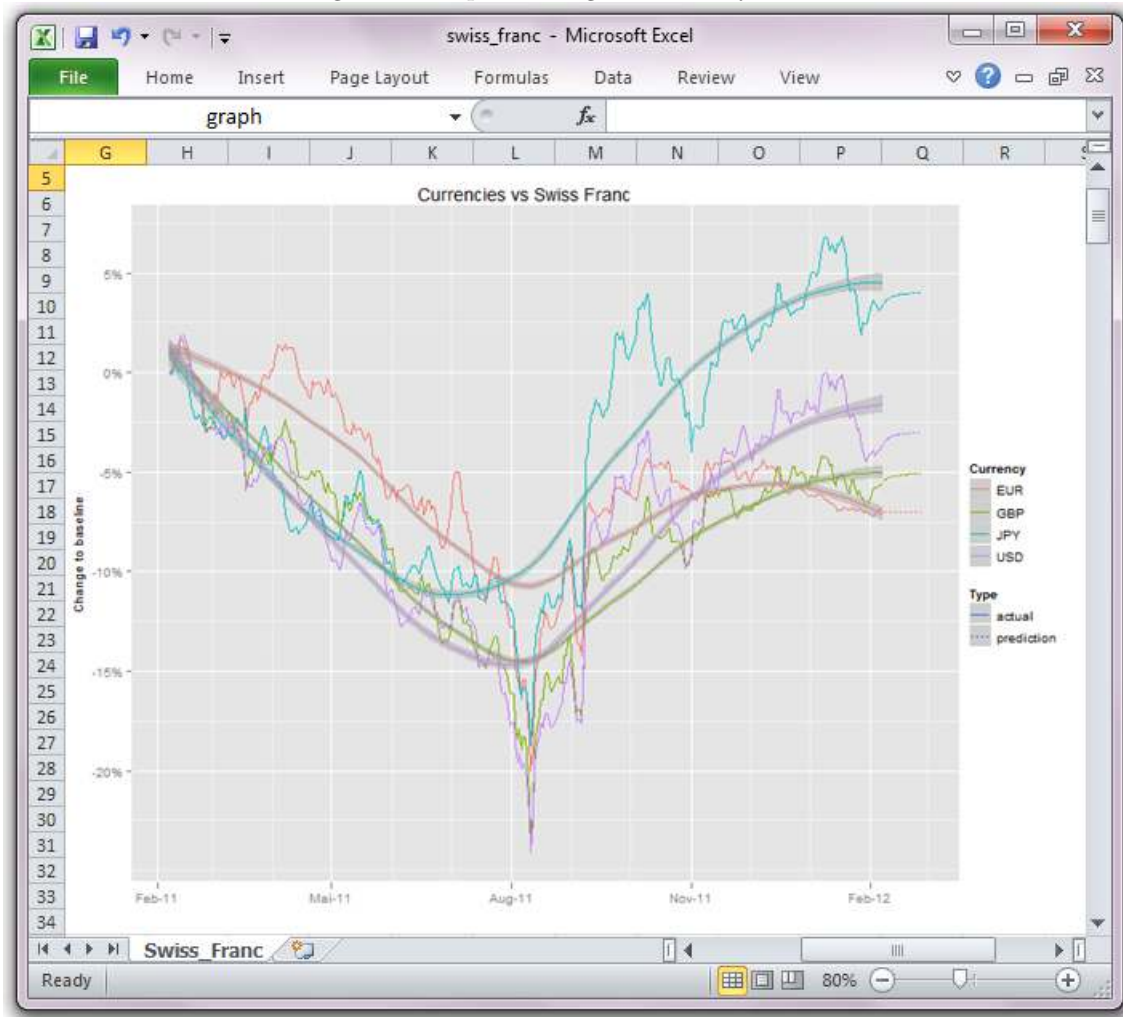 swiss_franc - Microsoft Excel
File Home Insert Page Layout Formulas Data Review View
graph fx
G H I J K L M N O P Q R S
5
6
7
8
9
10
11
12
13
14
15
16
17
18
19
20
21
22
23
24
25
26
27
28
29
30
31
32
33
34
Currencies vs Swiss Franc
Change to baseline
5%
0%
-5%
-10%
-15%
-20%
Feb-11 Mai-11 Aug-11 Nov-11 Feb-12
Currency
EUR
GBP
JPY
USD
Type
actual
prediction
Swiss_Franc
Ready 80%